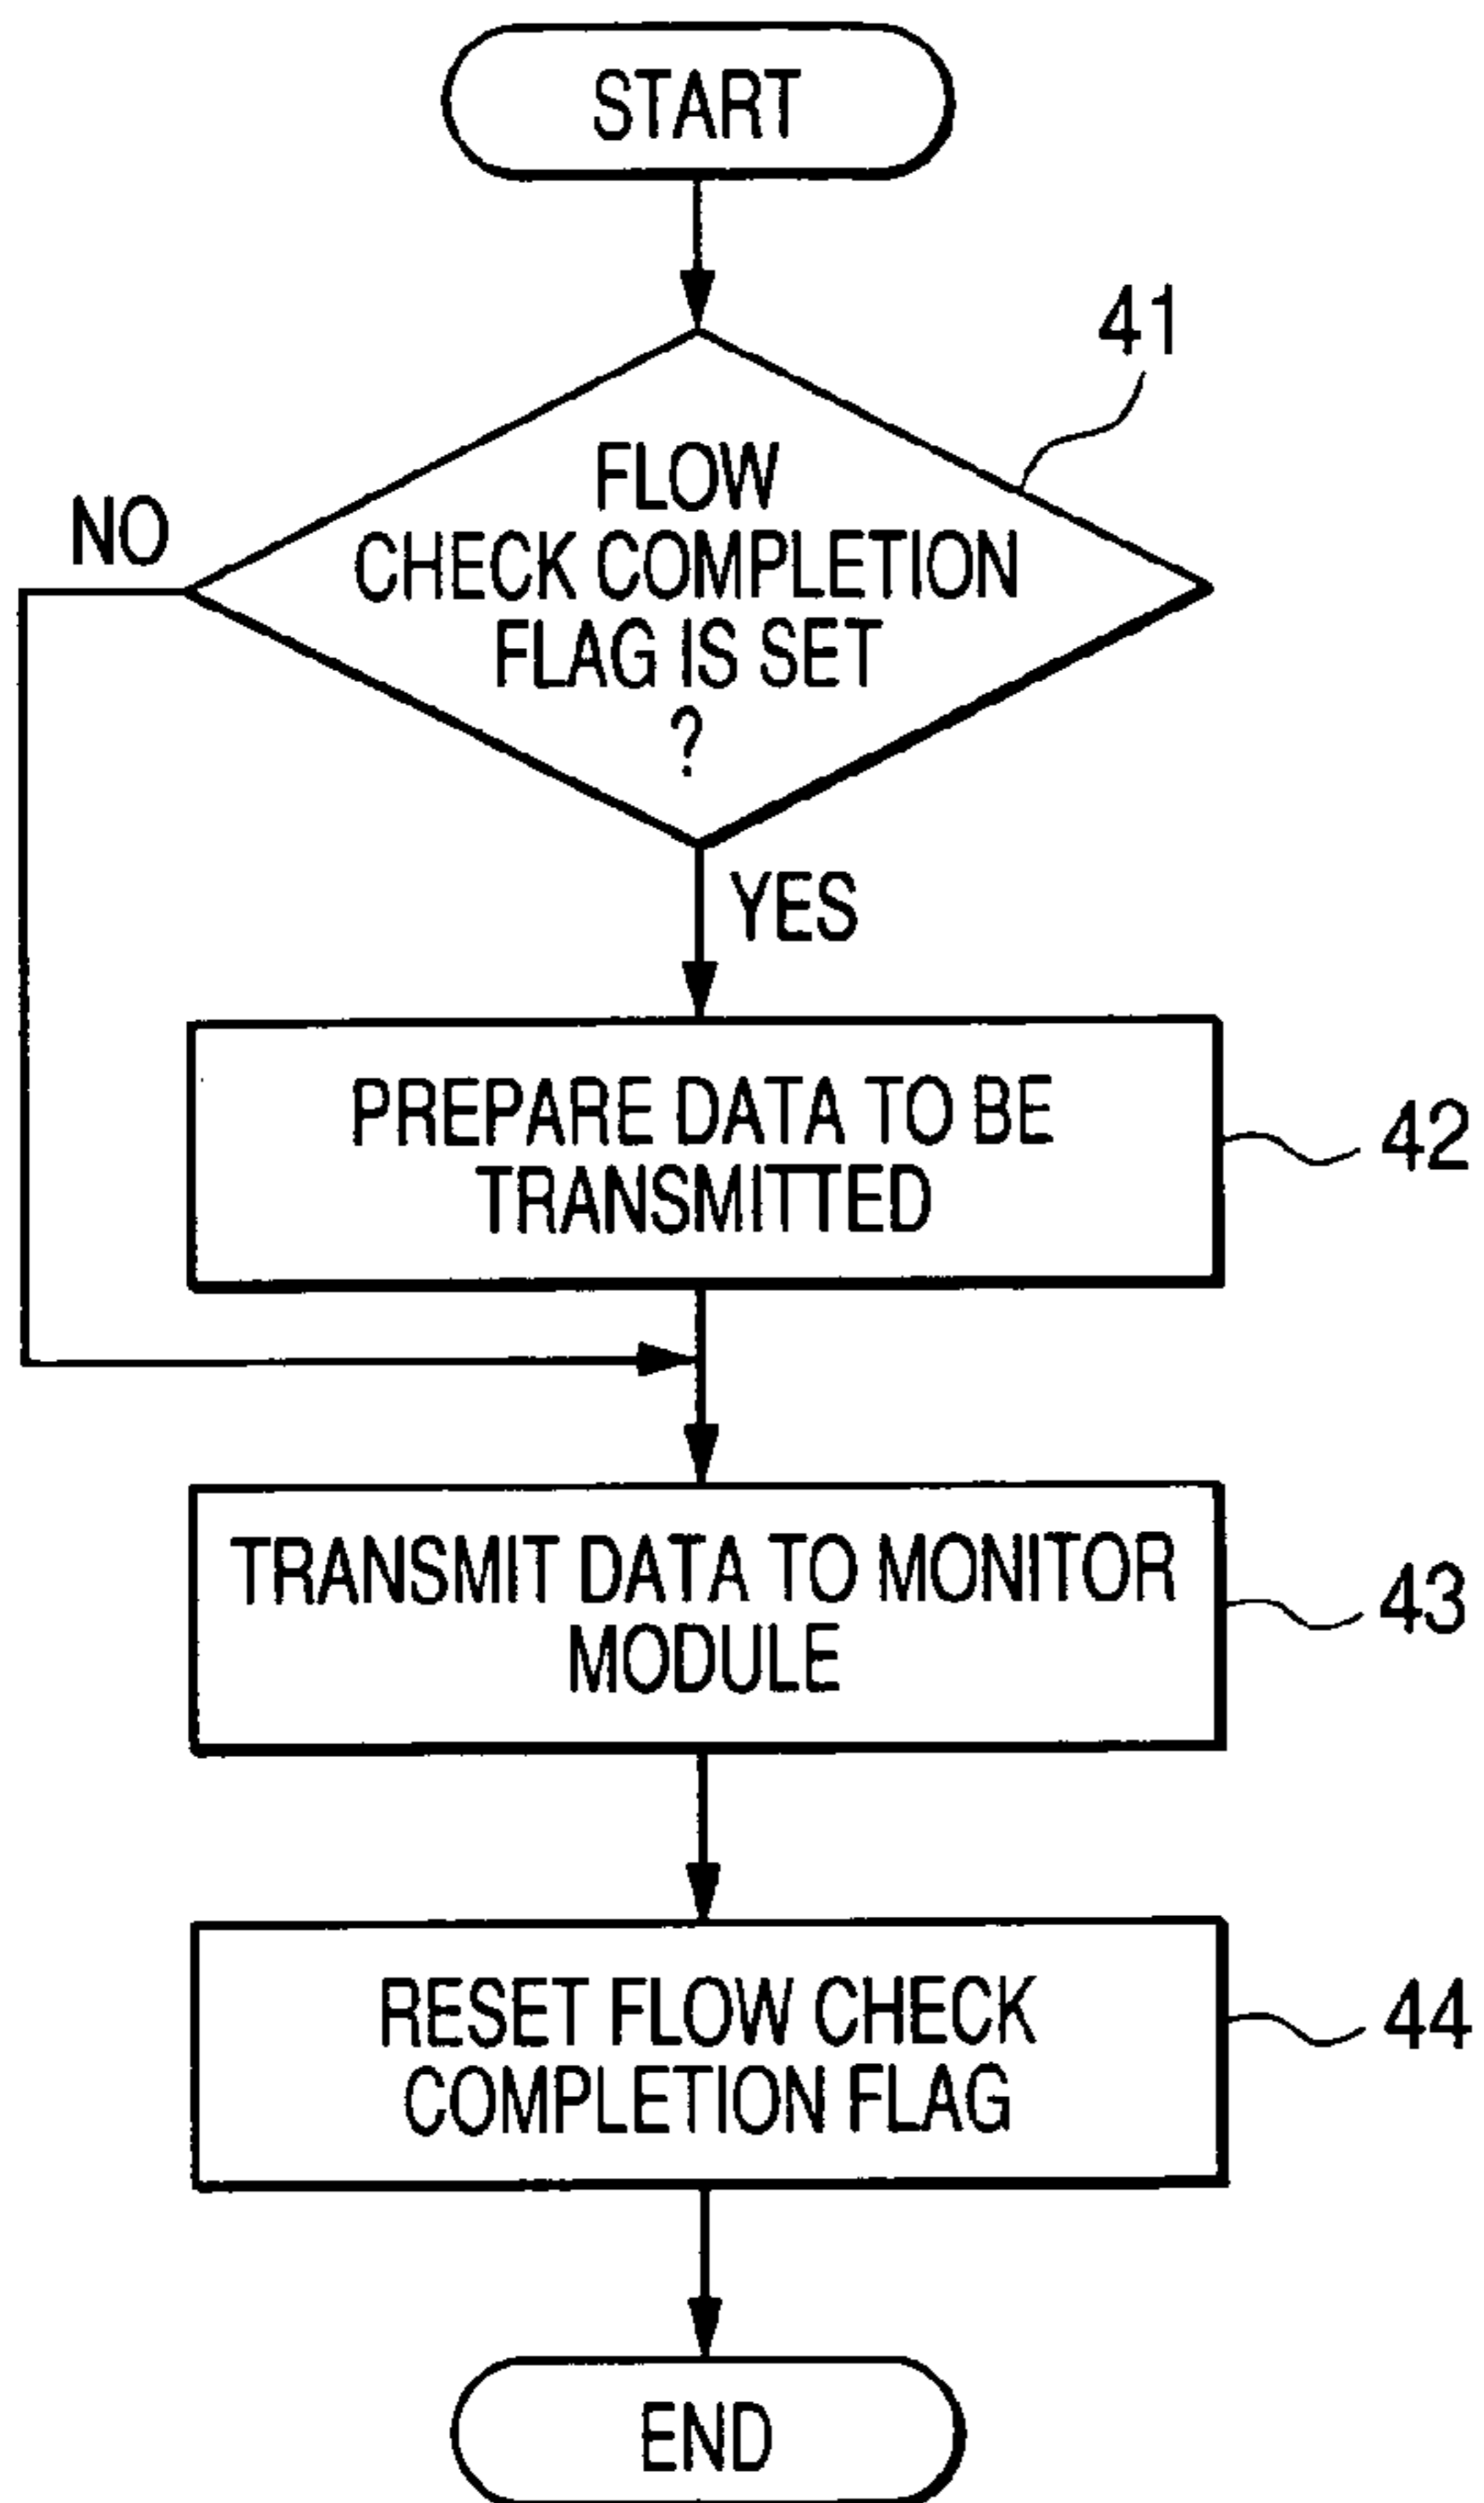 START
41
FLOW
CHECK COMPLETION
FLAG IS SET
?
NO
YES
PREPARE DATA TO BE
TRANSMITTED
42
TRANSMIT DATA TO MONITOR
MODULE
43
RESET FLOW CHECK
COMPLETION FLAG
44
END